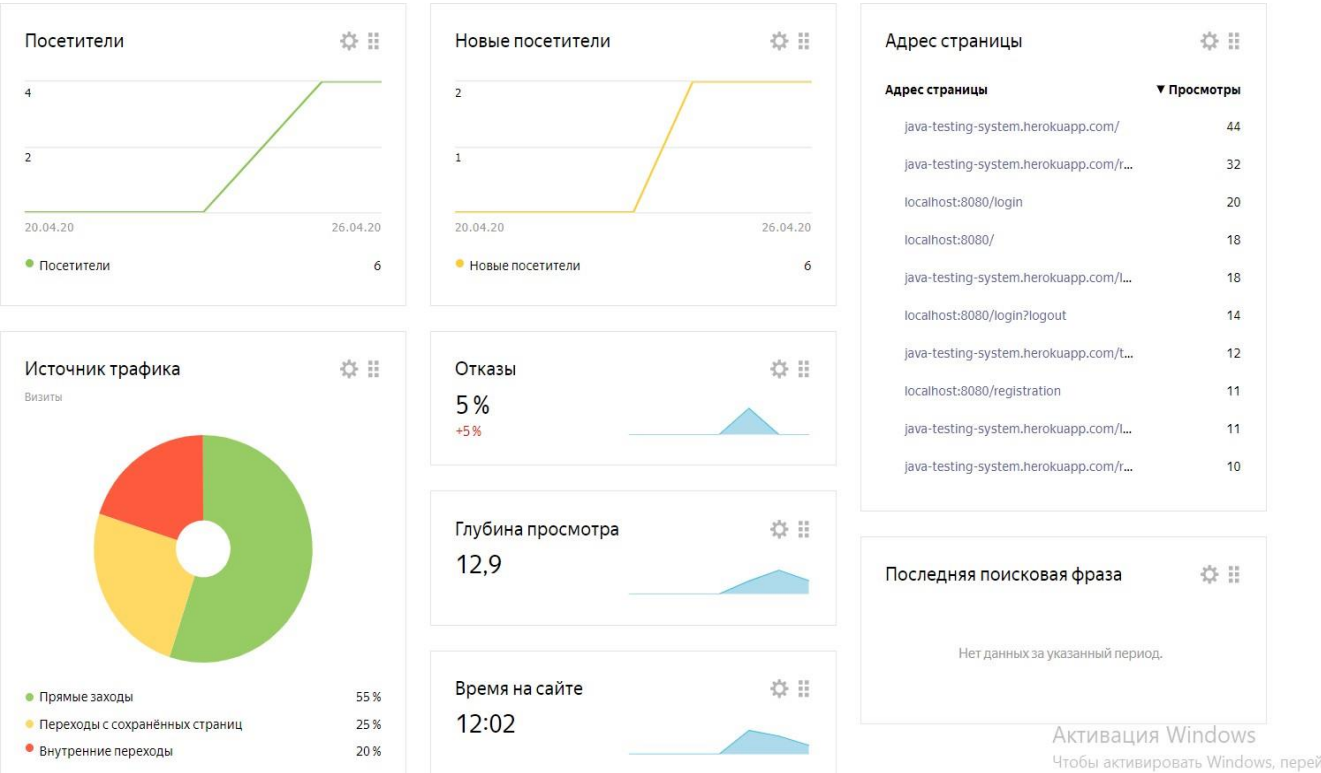 Посетители
4
2
20.04.20 26.04.20
Посетители 6
Новые посетители
2
1
20.04.20 26.04.20
Новые посетители 6
Адрес страницы
Адрес страницы ▼ Просмотры
java-testing-system.herokuapp.com/ 44
java-testing-system.herokuapp.com/r... 32
localhost:8080/login 20
localhost:8080/ 18
java-testing-system.herokuapp.com/l... 18
localhost:8080/login?logout 14
java-testing-system.herokuapp.com/t... 12
localhost:8080/registration 11
java-testing-system.herokuapp.com/l... 11
java-testing-system.herokuapp.com/r... 10
Источник трафика
Визиты
Прямые заходы 55 %
Переходы с сохранённых страниц 25 %
Внутренние переходы 20 %
Отказы
5 %
+5 %
Глубина просмотра
12,9
Время на сайте
12:02
Последняя поисковая фраза
Нет данных за указанный период.
Активация Windows
Чтобы активировать Windows, перей